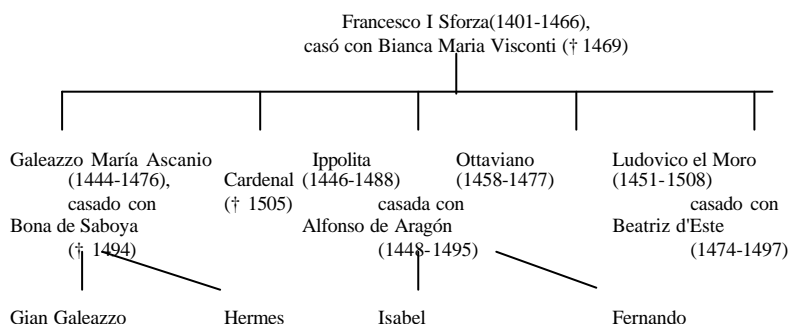 Francesco I Sforza(1401-1466),
casó con Bianca Maria Visconti († 1469)
Galeazzo María Ascanio Ippolita Ottaviano Ludovico el Moro
(1444-1476), Cardenal (1446-1488) (1458-1477) (1451-1508)
casado con († 1505) casada con casado con
Bona de Saboya Alfonso de Aragón Beatriz d'Este
(† 1494) (1448-1495) (1474-1497)
Gian Galeazzo Hermes Isabel Fernando